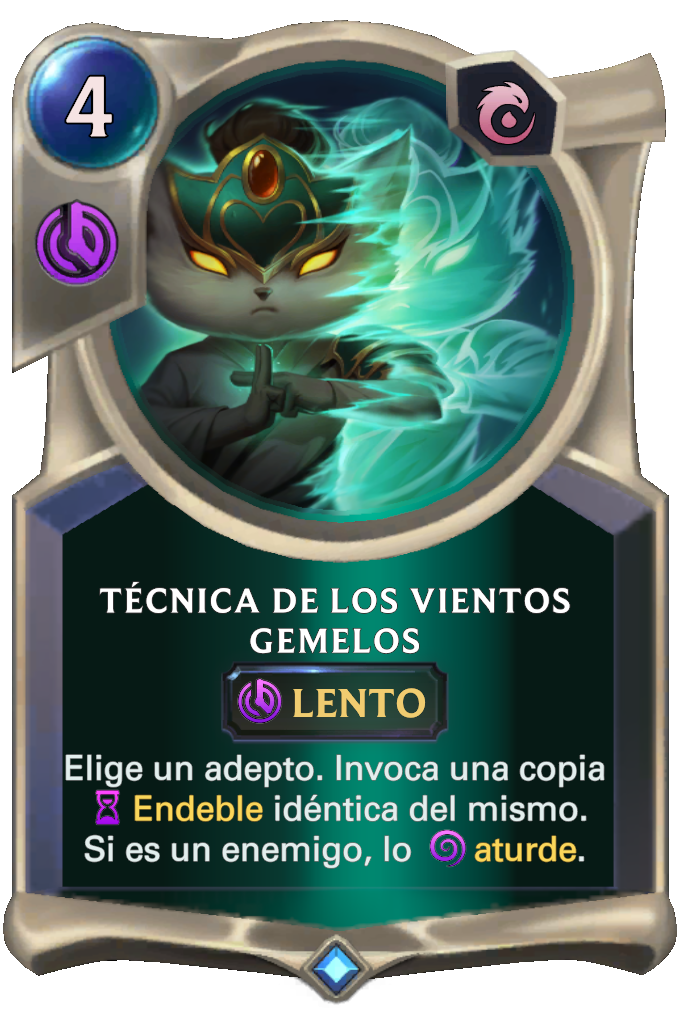 4
TÉCNICA DE LOS VIENTOS
GEMELOS
LENTO
Elige un adepto. Invoca una copia
Endeble idéntica del mismo.
Si es un enemigo, lo aturde.